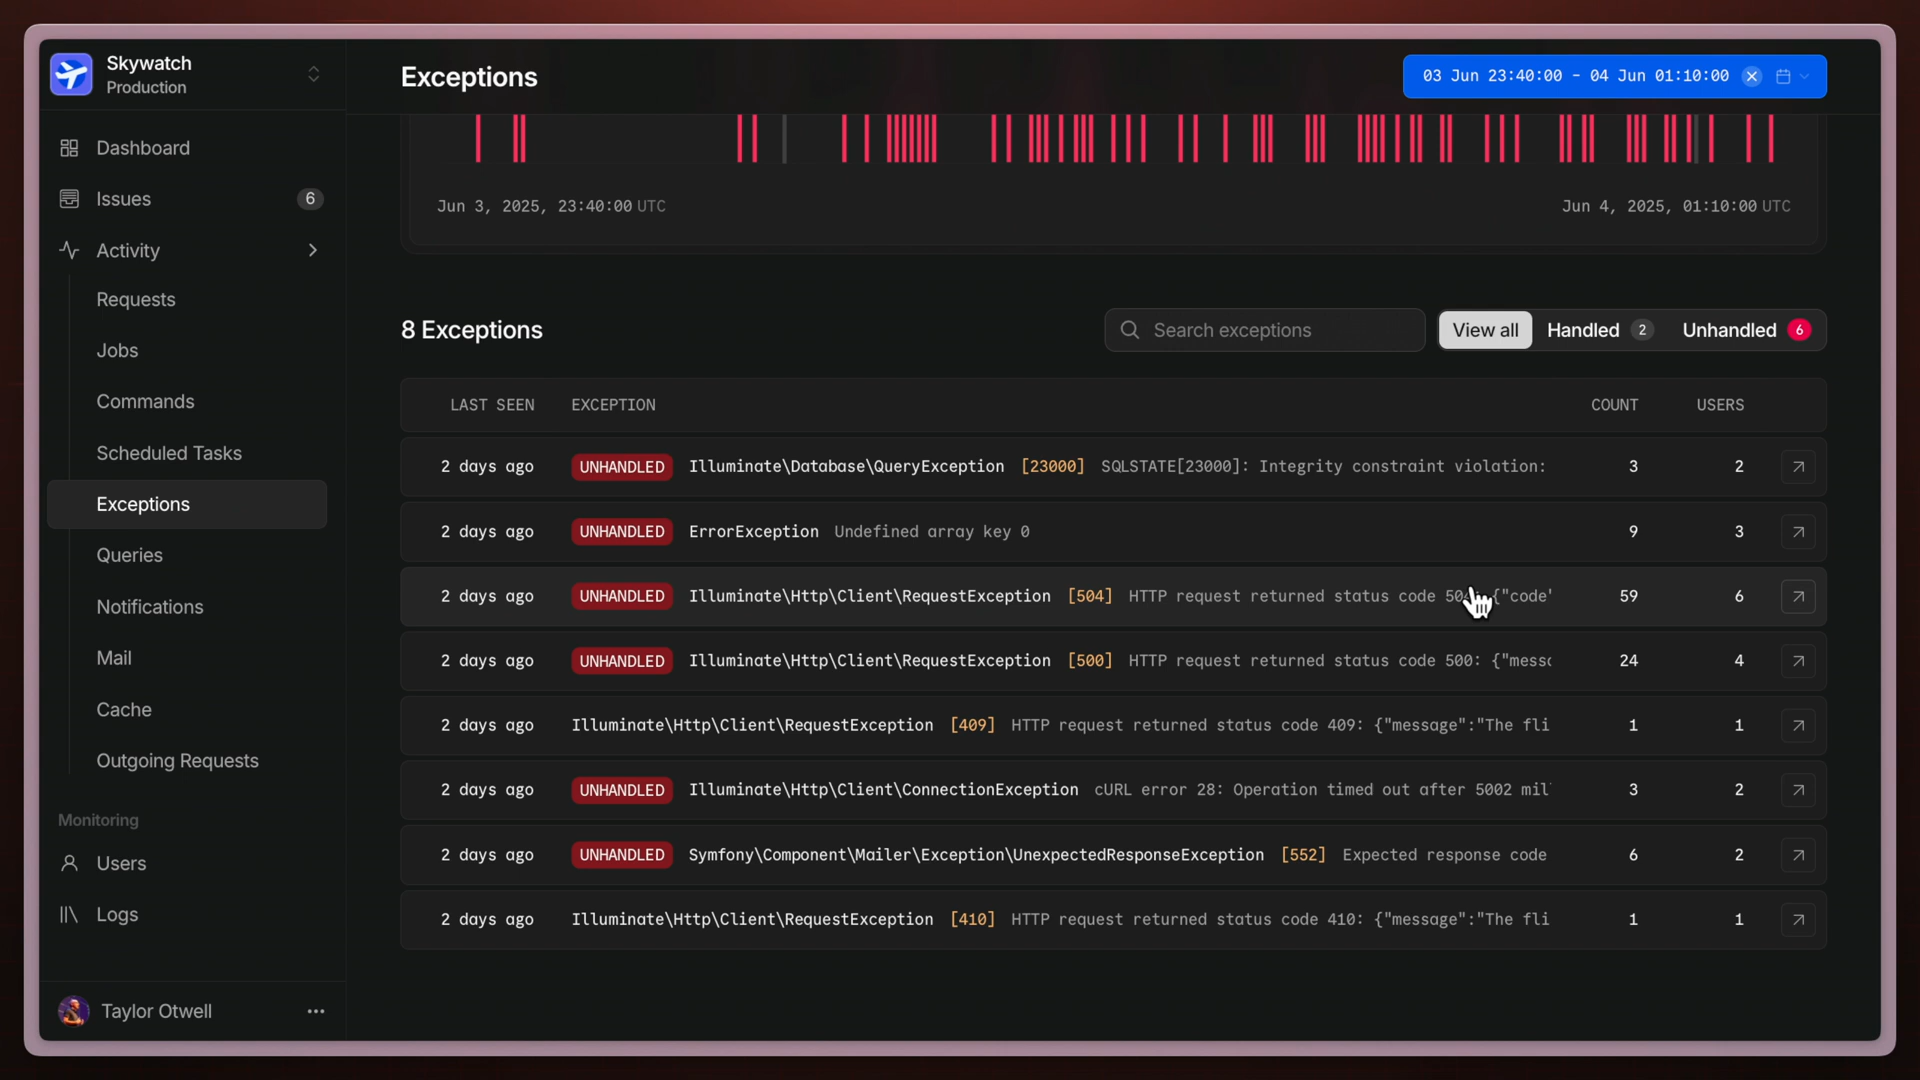 Skywatch
Production
Exceptions
03 Jun 23:40:00 - 04 Jun 01:10:00
Dashboard
Issues 6
Activity
Requests
Jobs
Commands
Scheduled Tasks
Exceptions
Queries
Notifications
Mail
Cache
Outgoing Requests
Monitoring
Users
Logs
Taylor Otwell
Jun 3, 2025, 23:40:00 UTC
Jun 4, 2025, 01:10:00 UTC
8 Exceptions
Search exceptions
View all Handled 2 Unhandled 6
LAST SEEN EXCEPTION COUNT USERS
2 days ago UNHANDLED Illuminate\Database\QueryException [23000] SQLSTATE[23000]: Integrity constraint violation: 3 2
2 days ago UNHANDLED ErrorException Undefined array key 0 9 3
2 days ago UNHANDLED Illuminate\Http\Client\RequestException [504] HTTP request returned status code {"code" 59 6
2 days ago UNHANDLED Illuminate\Http\Client\RequestException [500] HTTP request returned status code 500: {"messa 24 4
2 days ago Illuminate\Http\Client\RequestException [409] HTTP request returned status code 409: {"message":"The fli 1 1
2 days ago UNHANDLED Illuminate\Http\Client\ConnectionException cURL error 28: Operation timed out after 5002 mil 3 2
2 days ago UNHANDLED Symfony\Component\Mailer\Exception\UnexpectedResponseException [552] Expected response code 6 2
2 days ago Illuminate\Http\Client\RequestException [410] HTTP request returned status code 410: {"message":"The fli 1 1